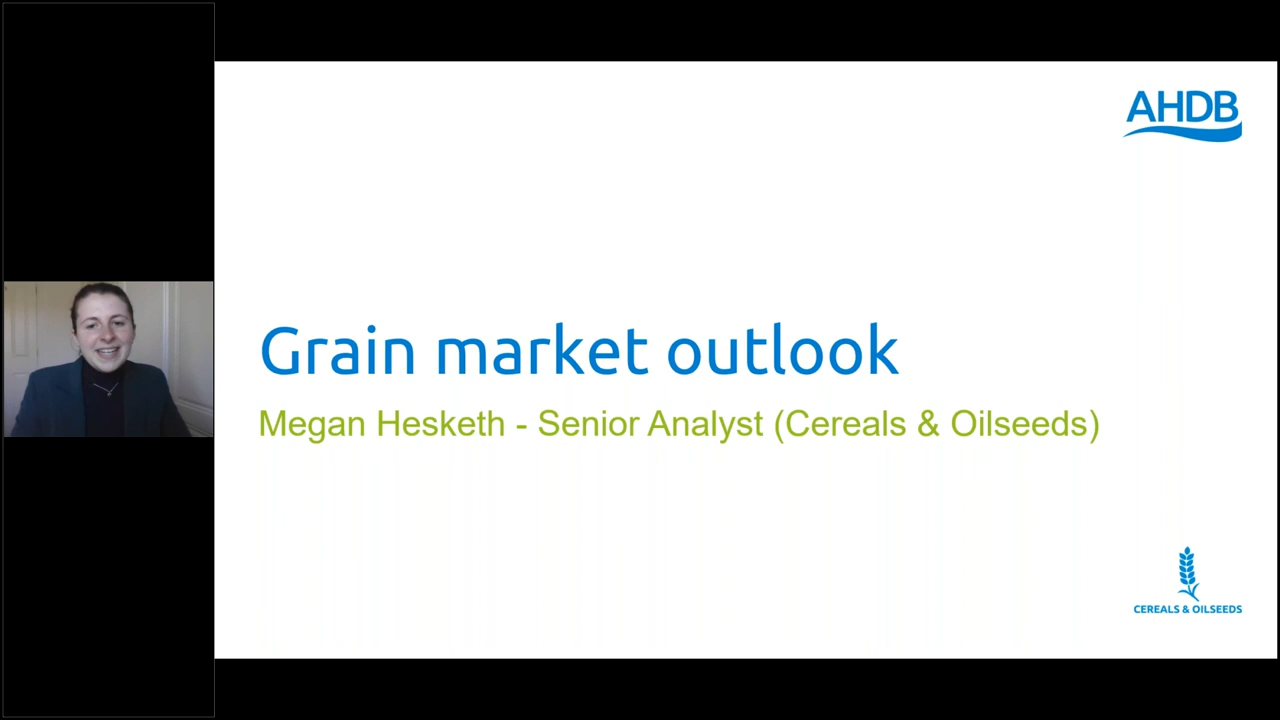 AHDB
Grain market outlook
Megan Hesketh - Senior Analyst (Cereals & Oilseeds)
CEREALS & OILSEEDS